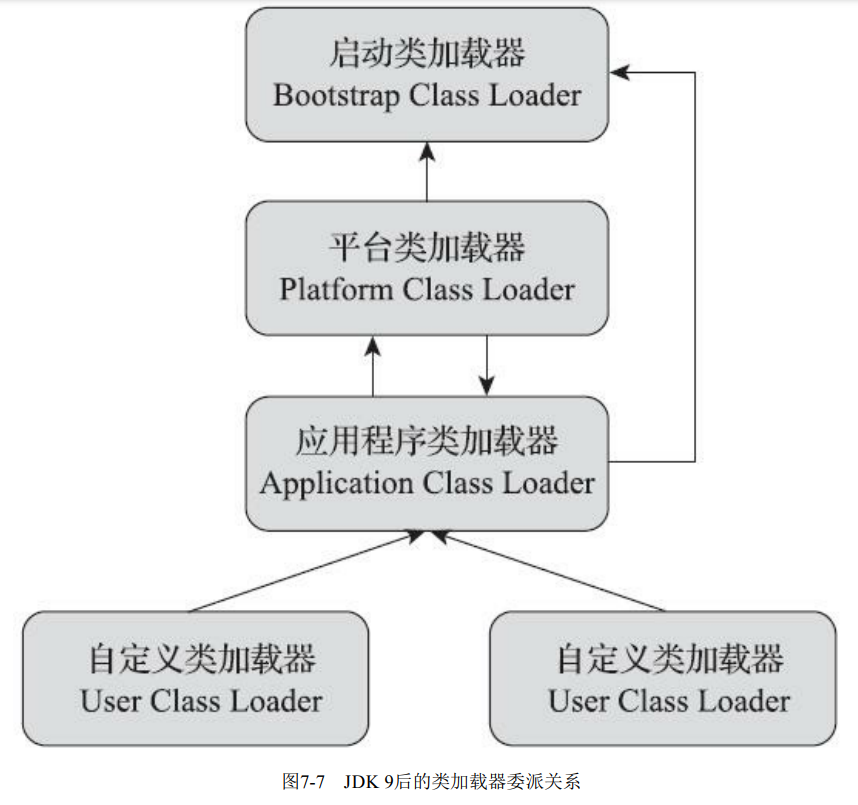 启动类加载器
Bootstrap Class Loader
平台类加载器
Platform Class Loader
应用程序类加载器
Application Class Loader
自定义类加载器
User Class Loader
自定义类加载器
User Class Loader
图7-7 JDK 9后的类加载器委派关系